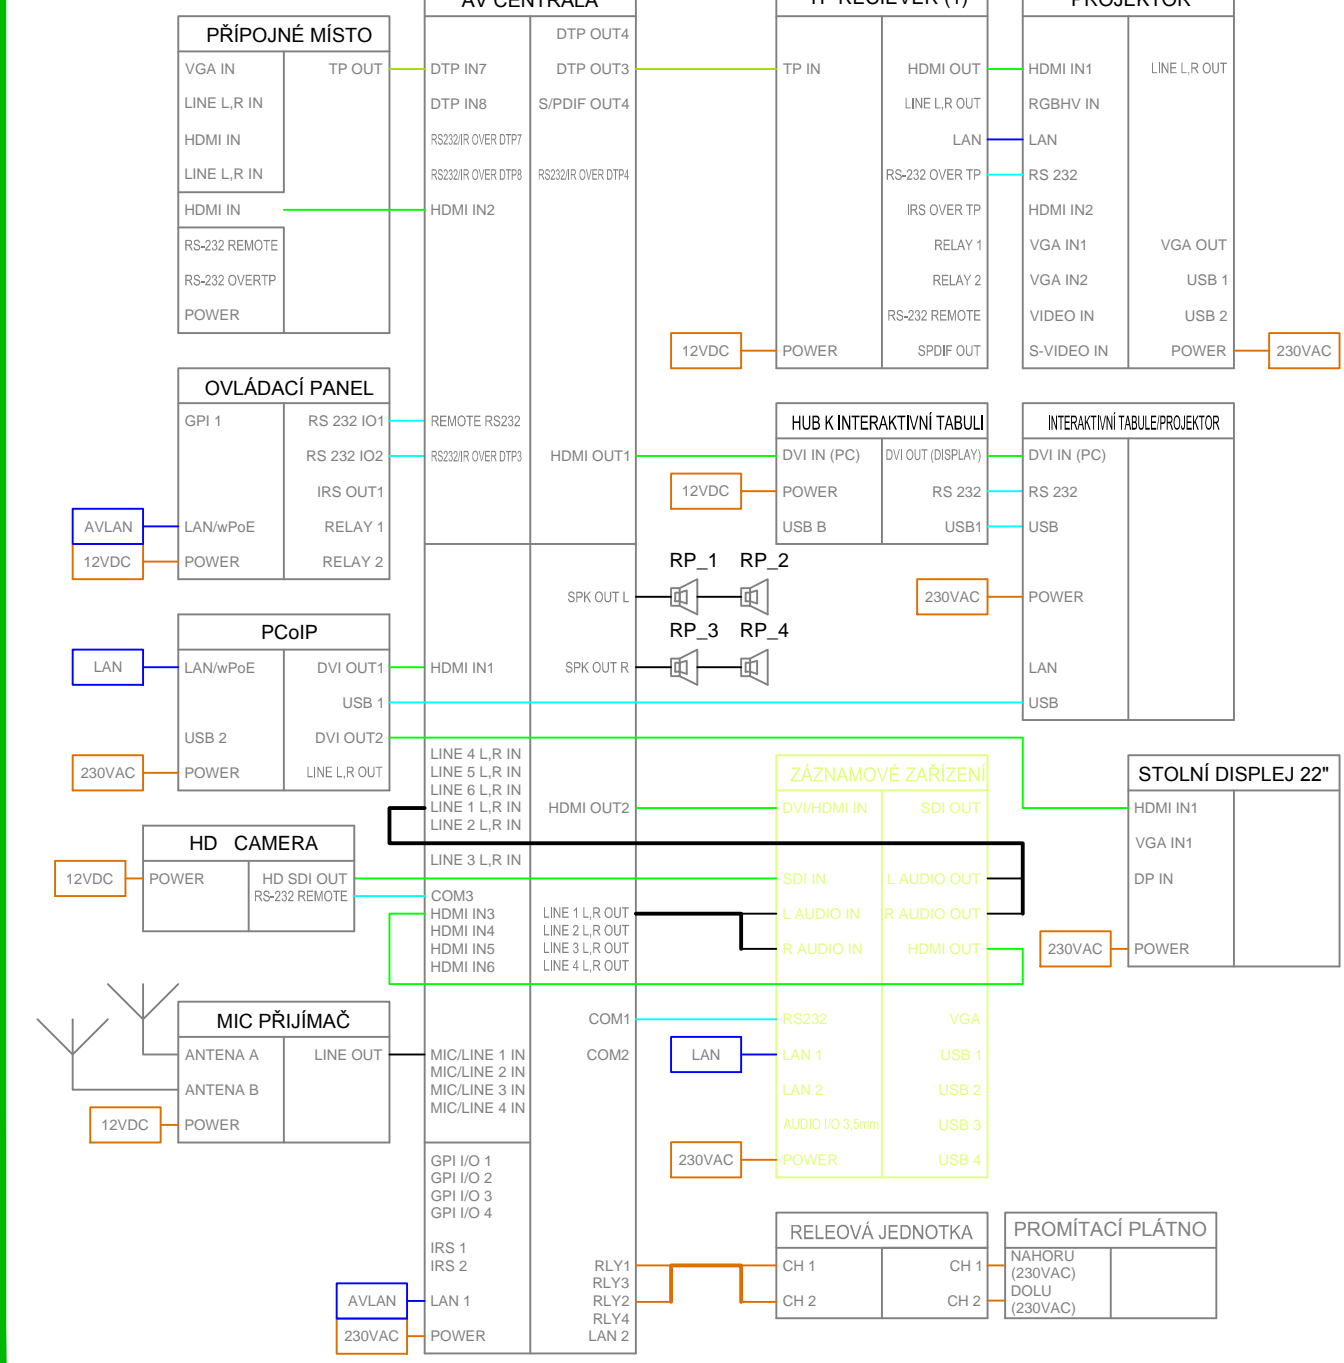 AV CENTRÁLA
TP RECIEVER (1)
PROJEKTOR
PŘÍPOJNÉ MÍSTO
VGA IN
TP OUT
LINE L,R IN
HDMI IN
LINE L,R IN
HDMI IN
RS-232 REMOTE
RS-232 OVERTP
POWER
DTP OUT4
DTP IN7
DTP OUT3
DTP IN8
S/PDIF OUT4
RS232/IR OVER DTP7
RS232/IR OVER DTP8
RS232/IR OVER DTP4
HDMI IN2
TP IN
HDMI OUT
LINE L,R OUT
LAN
RS-232 OVER TP
IRS OVER TP
RELAY 1
RELAY 2
RS-232 REMOTE
12VDC
POWER
SPDIF OUT
HDMI IN1
LINE L,R OUT
RGBHV IN
LAN
RS 232
HDMI IN2
VGA IN1
VGA OUT
VGA IN2
USB 1
VIDEO IN
USB 2
S-VIDEO IN
POWER
230VAC
OVLÁDACÍ PANEL
GPI 1
RS 232 IO1
RS 232 IO2
IRS OUT1
AVLAN
LAN/wPoE
RELAY 1
12VDC
POWER
RELAY 2
REMOTE RS232
RS232/IR OVER DTP3
HDMI OUT1
HUB K INTERAKTIVNÍ TABULI
DVI IN (PC)
DVI OUT (DISPLAY)
12VDC
POWER
RS 232
USB B
USB1
INTERAKTIVNÍ TABULE/PROJEKTOR
DVI IN (PC)
RS 232
USB
230VAC
POWER
LAN
USB
RP_1
RP_2
SPK OUT L
RP_3
RP_4
SPK OUT R
PCoIP
LAN
LAN/wPoE
DVI OUT1
USB 1
USB 2
DVI OUT2
230VAC
POWER
LINE L,R OUT
HDMI IN1
LINE 4 L,R IN
LINE 5 L,R IN
LINE 6 L,R IN
LINE 1 L,R IN
LINE 2 L,R IN
HDMI OUT2
LINE 3 L,R IN
ZÁZNAMOVÉ ZAŘÍZENÍ
DVI/HDMI IN
SDI OUT
SDI IN
L AUDIO OUT
L AUDIO IN
R AUDIO OUT
R AUDIO IN
HDMI OUT
RS232
VGA
LAN
LAN 1
USB 1
LAN 2
USB 2
AUDIO I/O 3,5mm
USB 3
230VAC
POWER
USB 4
STOLNÍ DISPLEJ 22"
HDMI IN1
VGA IN1
DP IN
230VAC
POWER
HD CAMERA
12VDC
POWER
HD SDI OUT
RS-232 REMOTE
COM3
HDMI IN3
HDMI IN4
HDMI IN5
HDMI IN6
LINE 1 L,R OUT
LINE 2 L,R OUT
LINE 3 L,R OUT
LINE 4 L,R OUT
MIC PŘIJÍMAČ
ANTENA A
LINE OUT
ANTENA B
12VDC
POWER
COM1
MIC/LINE 1 IN
COM2
MIC/LINE 2 IN
MIC/LINE 3 IN
MIC/LINE 4 IN
GPI I/O 1
GPI I/O 2
GPI I/O 3
GPI I/O 4
IRS 1
IRS 2
RLY1
RLY3
AVLAN
LAN 1
RLY2
RLY4
230VAC
POWER
LAN 2
RELEOVÁ JEDNOTKA
CH 1
CH 1
CH 2
CH 2
PROMÍTACÍ PLÁTNO
NAHORU
(230VAC)
DOLU
(230VAC)